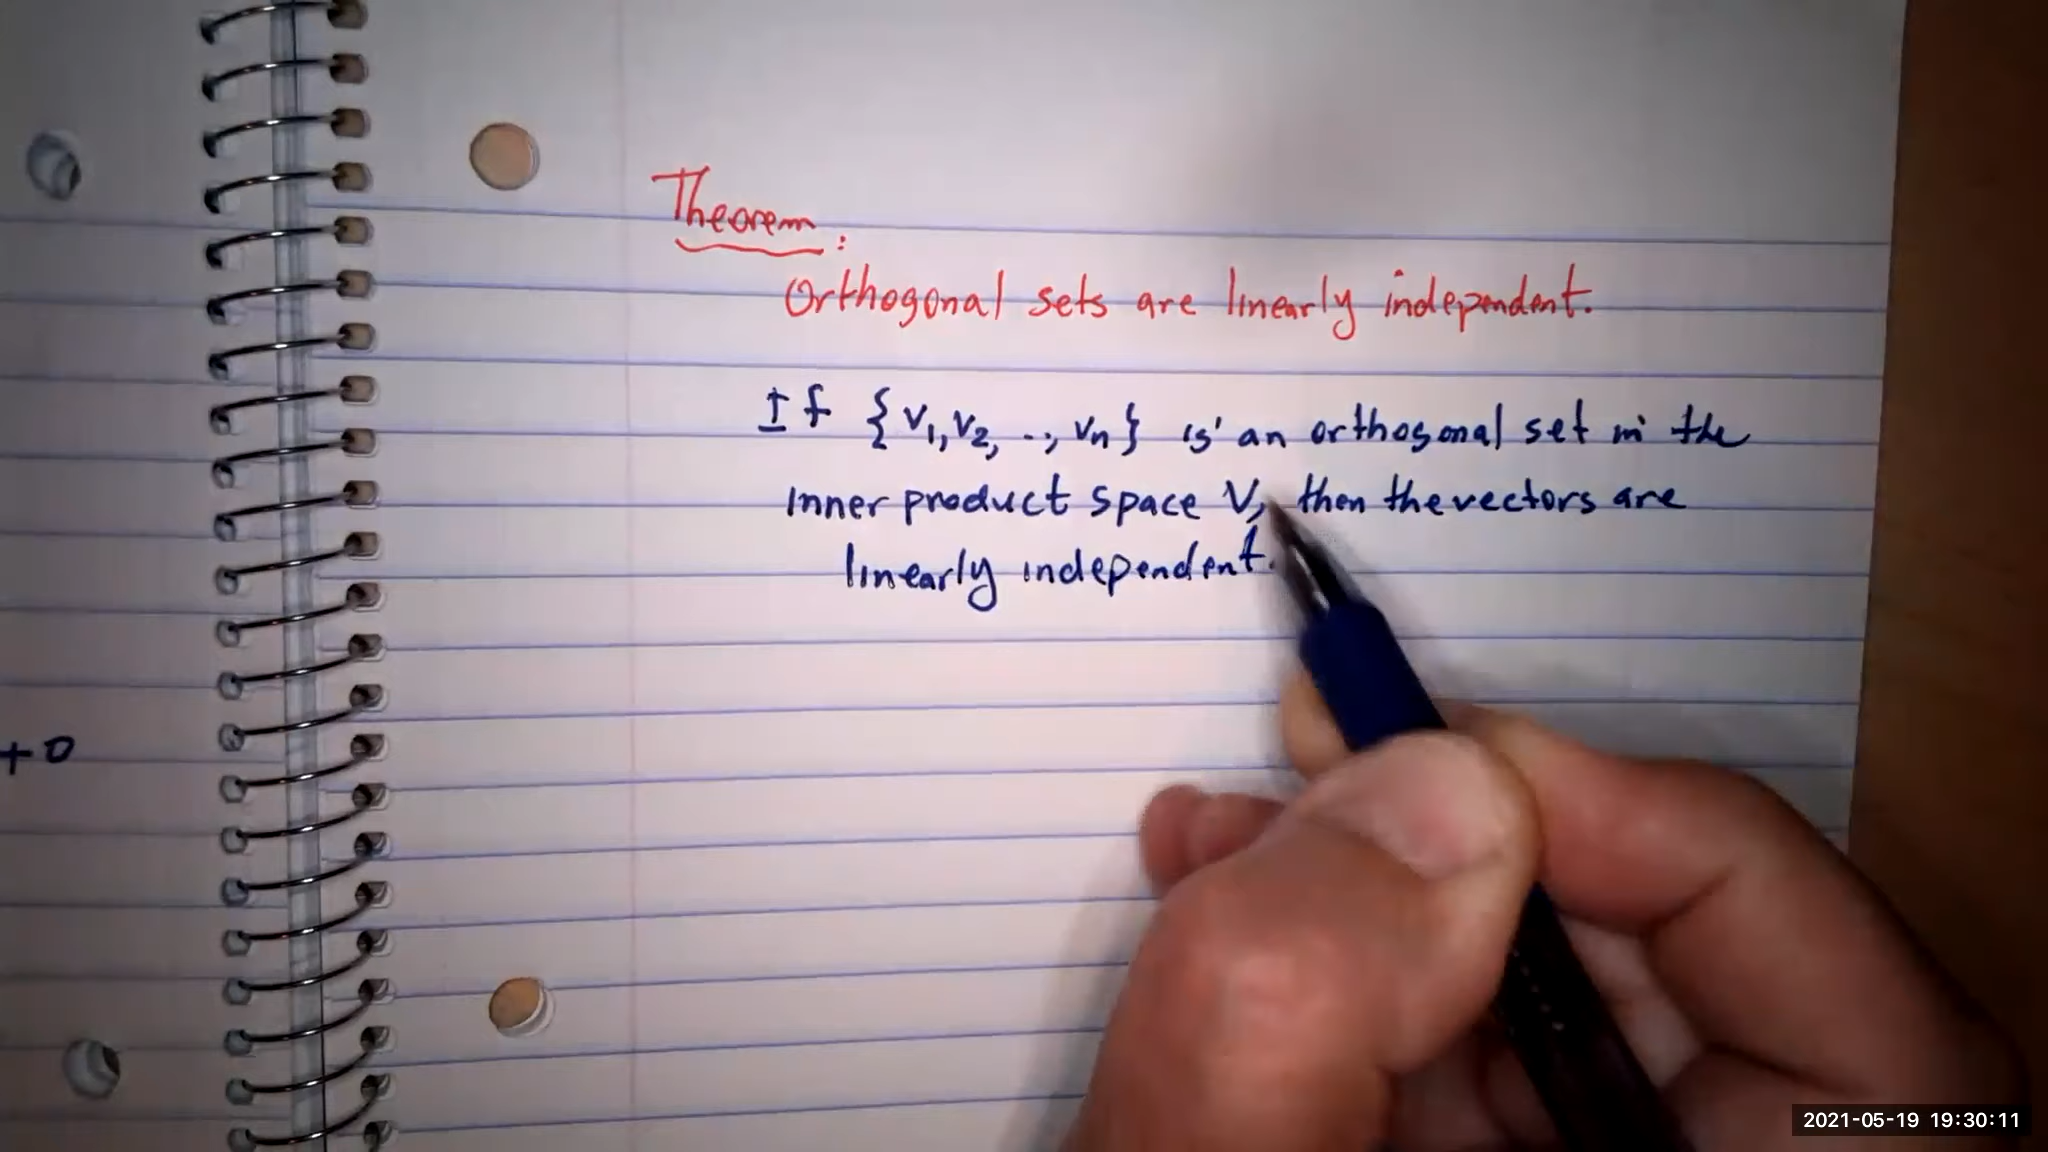 +0
Theorem:
Orthogonal sets are linearly independent.
If {v1, v2, .., vn} is an orthogonal set in the
inner product space V, then the vectors are
linearly independent.
2021-05-19 19:30:11